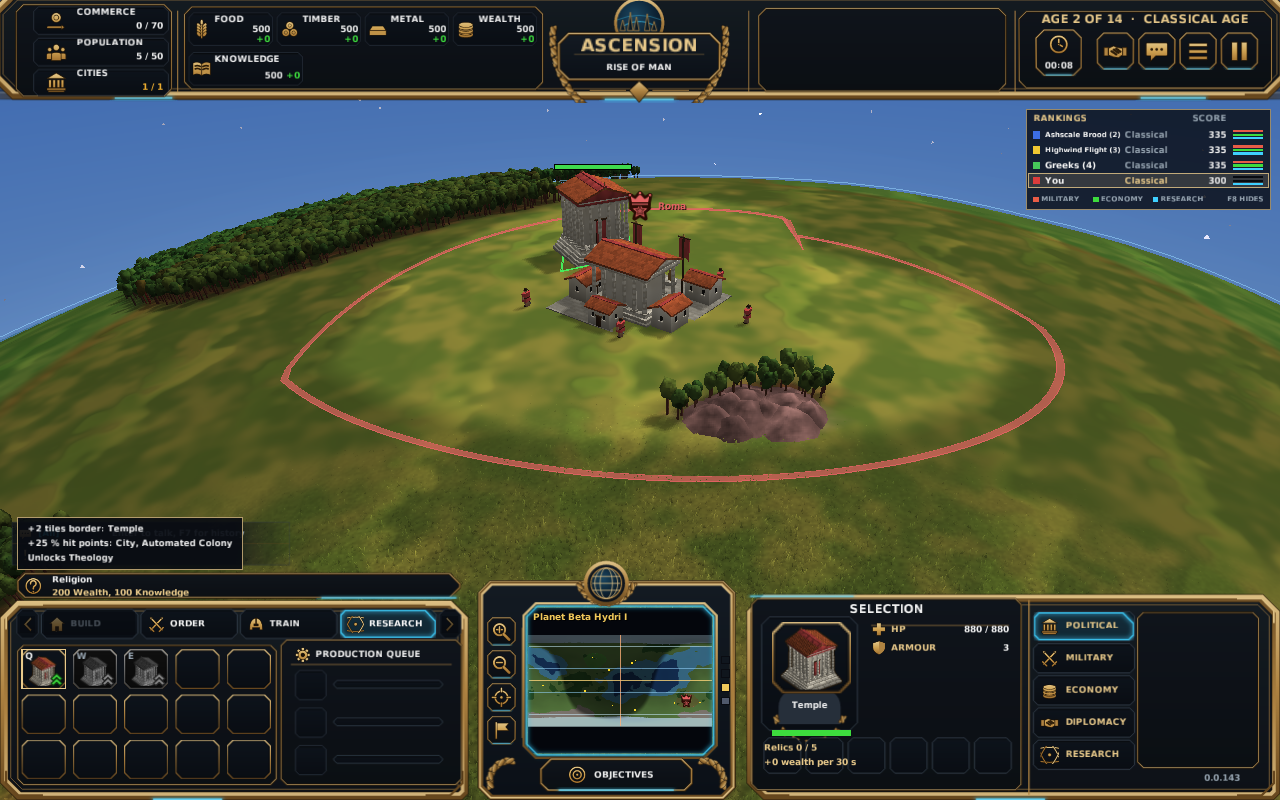 COMMERCE
0 / 70
POPULATION
5 / 50
CITIES
1 / 1
FOOD
500
+0
TIMBER
500
+0
METAL
500
+0
WEALTH
500
+0
KNOWLEDGE
500 +0
ASCENSION
RISE OF MAN
AGE 2 OF 14 · CLASSICAL AGE
00:08
RANKINGS SCORE
Ashscale Brood (2) Classical 335
Highwind Flight (3) Classical 335
Greeks (4) Classical 335
You Classical 300
MILITARY ECONOMY RESEARCH F8 HIDES
Roma
+2 tiles border: Temple
+25 % hit points: City, Automated Colony
Unlocks Theology
Religion
200 Wealth, 100 Knowledge
BUILD ORDER TRAIN RESEARCH
Q W E
PRODUCTION QUEUE
Planet Beta Hydri I
OBJECTIVES
SELECTION
HP 880 / 880
ARMOUR 3
Temple
Relics 0 / 5
+0 wealth per 30 s
POLITICAL
MILITARY
ECONOMY
DIPLOMACY
RESEARCH
0.0.143